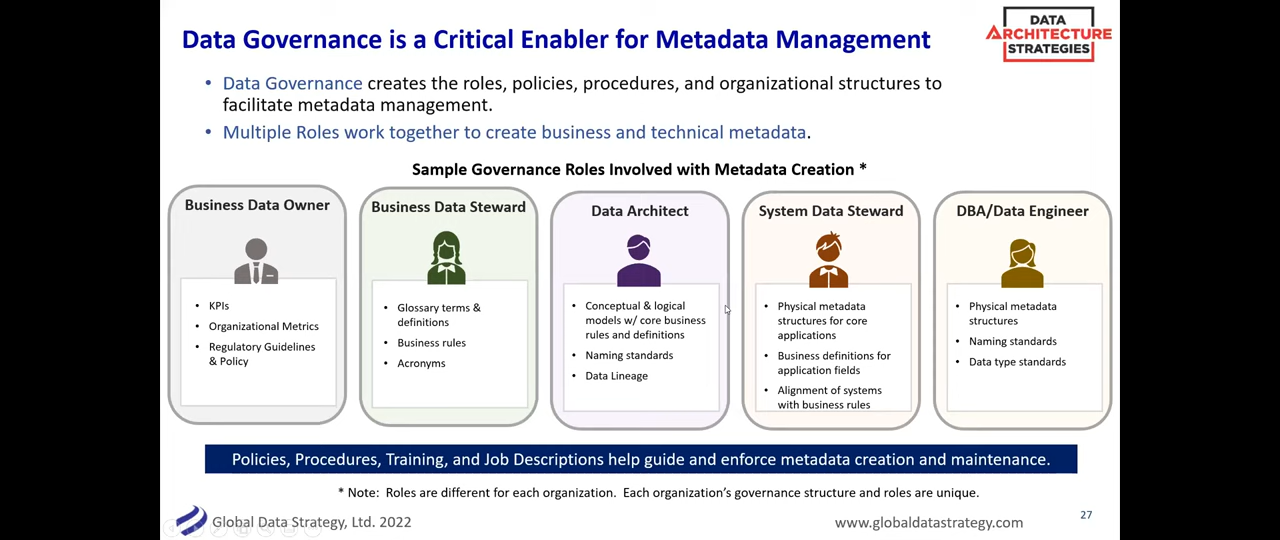 Data Governance is a Critical Enabler for Metadata Management
DATA
ARCHITECTURE
STRATEGIES
• Data Governance creates the roles, policies, procedures, and organizational structures to
facilitate metadata management.
• Multiple Roles work together to create business and technical metadata.
Sample Governance Roles Involved with Metadata Creation *
Business Data Owner
• KPIs
• Organizational Metrics
• Regulatory Guidelines
& Policy
Business Data Steward
• Glossary terms &
definitions
• Business rules
• Acronyms
Data Architect
• Conceptual & logical
models w/ core business
rules and definitions
• Naming standards
• Data Lineage
System Data Steward
• Physical metadata
structures for core
applications
• Business definitions for
application fields
• Alignment of systems
with business rules
DBA/Data Engineer
• Physical metadata
structures
• Naming standards
• Data type standards
Policies, Procedures, Training, and Job Descriptions help guide and enforce metadata creation and maintenance.
* Note: Roles are different for each organization. Each organization's governance structure and roles are unique.
Global Data Strategy, Ltd. 2022
www.globaldatastrategy.com
27